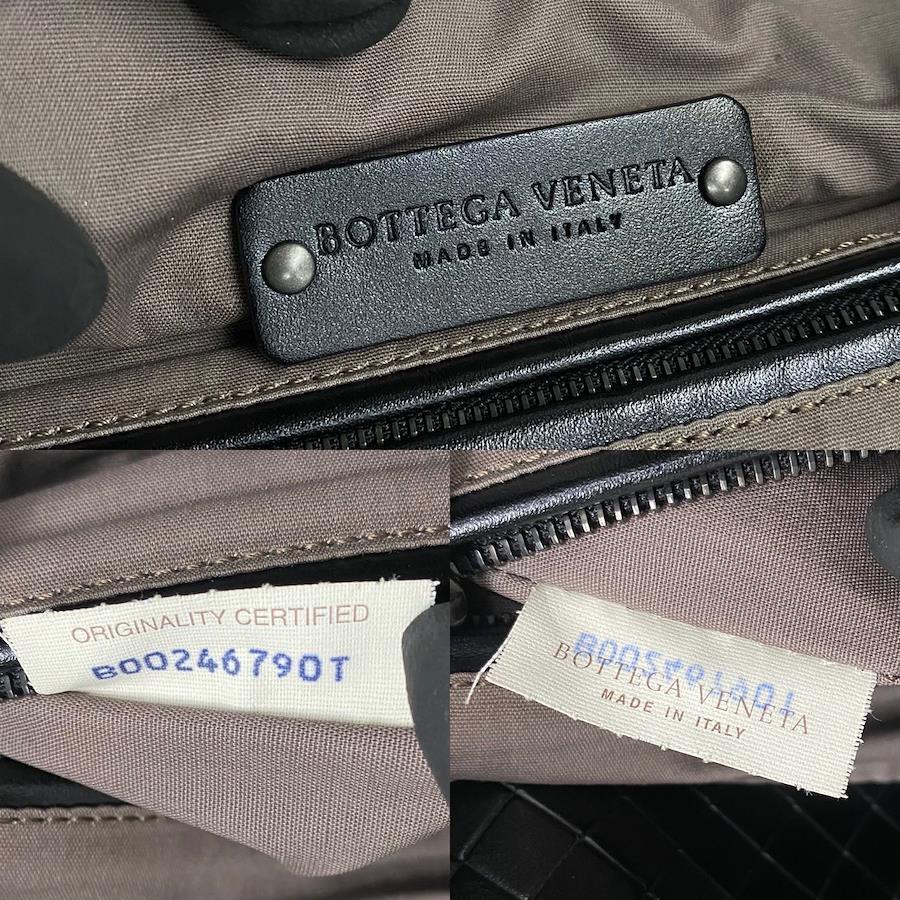 BOTTEGA VENETA
MADE IN ITALY
ORIGINALITY CERTIFIED
B00246790T
BOTTEGA VENETA
MADE IN ITALY